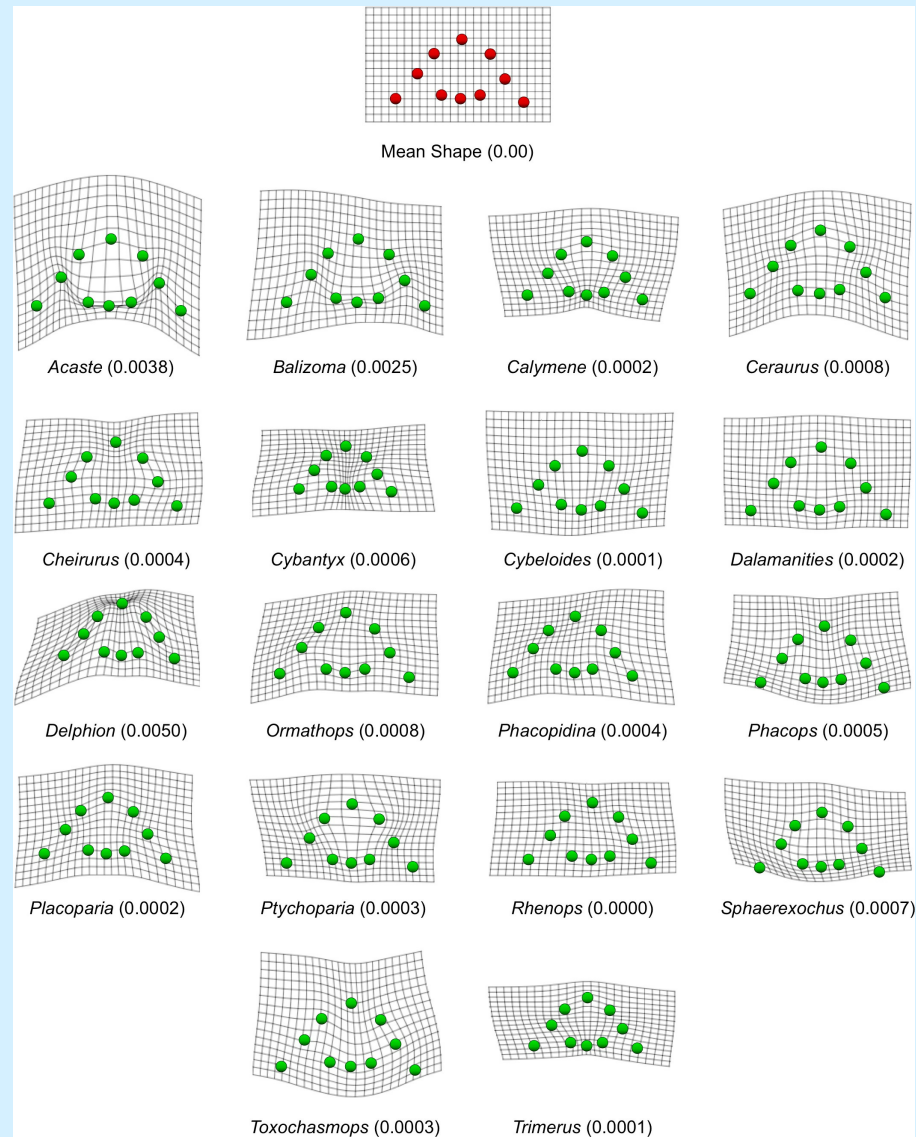 Mean Shape (0.00)
Acaste (0.0038)
Balizoma (0.0025)
Calymene (0.0002)
Ceraurus (0.0008)
Cheirurus (0.0004)
Cybantyx (0.0006)
Cybeloides (0.0001)
Dalamanities (0.0002)
Delphion (0.0050)
Ormathops (0.0008)
Phacopidina (0.0004)
Phacops (0.0005)
Placoparia (0.0002)
Ptychoparia (0.0003)
Rhenops (0.0000)
Sphaerexochus (0.0007)
Toxochasmops (0.0003)
Trimerus (0.0001)